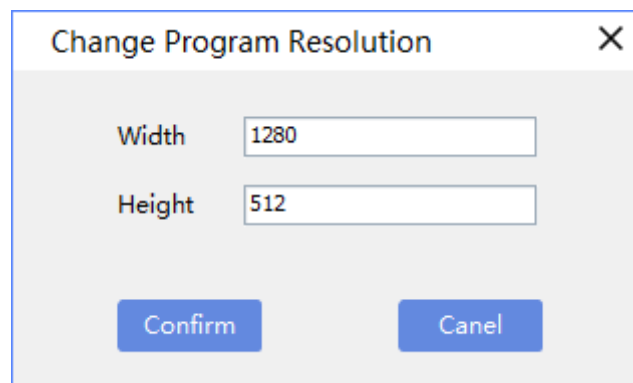 Change Program Resolution
Width 1280
Height 512
Confirm Canel